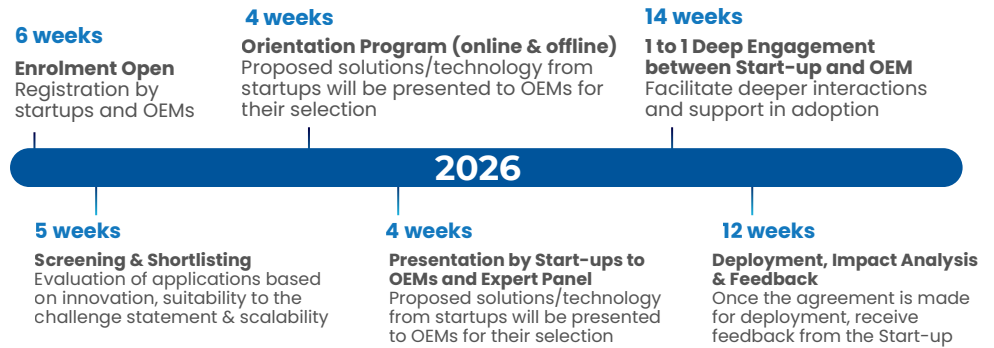 6 weeks
Enrolment Open
Registration by
startups and OEMs
4 weeks
Orientation Program (online & offline)
Proposed solutions/technology from
startups will be presented to OEMs for
their selection
14 weeks
1 to 1 Deep Engagement
between Start-up and OEM
Facilitate deeper interactions
and support in adoption
2026
5 weeks
Screening & Shortlisting
Evaluation of applications based
on innovation, suitability to the
challenge statement & scalability
4 weeks
Presentation by Start-ups to
OEMs and Expert Panel
Proposed solutions/technology
from startups will be presented
to OEMs for their selection
12 weeks
Deployment, Impact Analysis
& Feedback
Once the agreement is made
for deployment, receive
feedback from the Start-up